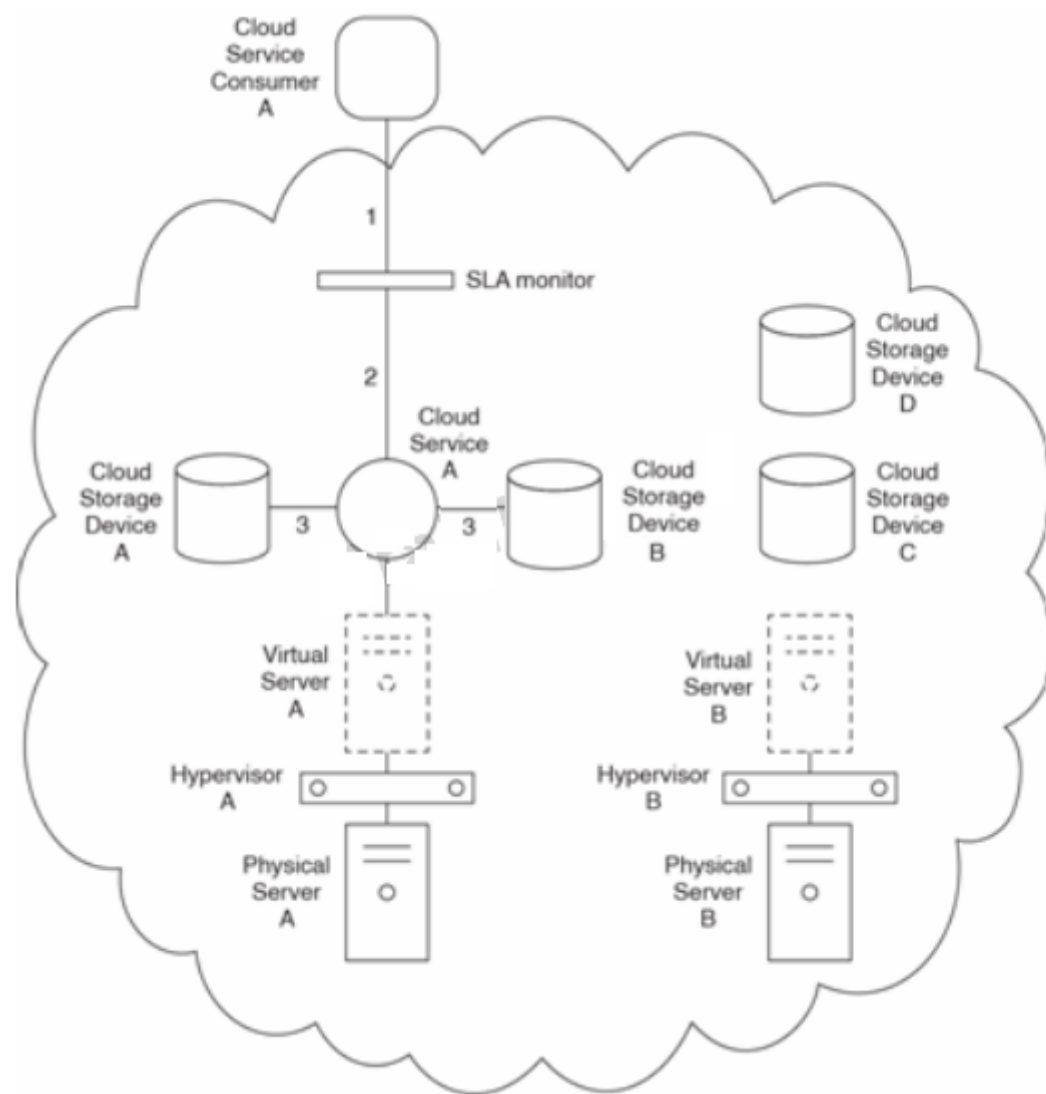 Cloud
Service
Consumer
A
1
SLA monitor
2
Cloud
Storage
Device
D
Cloud
Service
A
Cloud
Storage
Device
A
3
3
Cloud
Storage
Device
B
Cloud
Storage
Device
C
Virtual
Server
A
Virtual
Server
B
Hypervisor
A
Hypervisor
B
Physical
Server
A
Physical
Server
B